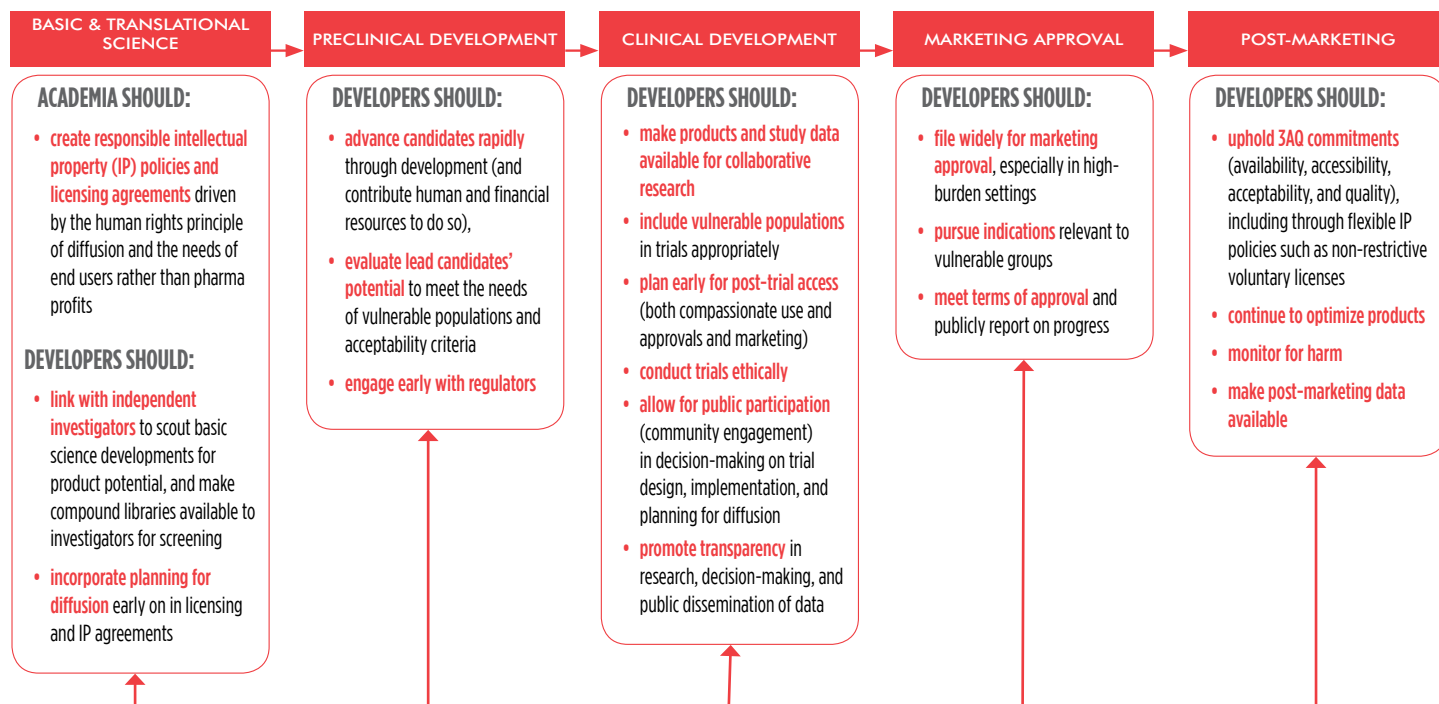 BASIC & TRANSLATIONAL
SCIENCE
PRECLINICAL DEVELOPMENT
CLINICAL DEVELOPMENT
MARKETING APPROVAL
POST-MARKETING
ACADEMIA SHOULD:
• create responsible intellectual
property (IP) policies and
licensing agreements driven
by the human rights principle
of diffusion and the needs of
end users rather than pharma
profits
DEVELOPERS SHOULD:
• link with independent
investigators to scout basic
science developments for
product potential, and make
compound libraries available to
investigators for screening
• incorporate planning for
diffusion early on in licensing
and IP agreements
DEVELOPERS SHOULD:
• advance candidates rapidly
through development (and
contribute human and financial
resources to do so),
• evaluate lead candidates’
potential to meet the needs
of vulnerable populations and
acceptability criteria
• engage early with regulators
DEVELOPERS SHOULD:
• make products and study data
available for collaborative
research
• include vulnerable populations
in trials appropriately
• plan early for post-trial access
(both compassionate use and
approvals and marketing)
• conduct trials ethically
• allow for public participation
(community engagement)
in decision-making on trial
design, implementation, and
planning for diffusion
• promote transparency in
research, decision-making, and
public dissemination of data
DEVELOPERS SHOULD:
• file widely for marketing
approval, especially in high-
burden settings
• pursue indications relevant to
vulnerable groups
• meet terms of approval and
publicly report on progress
DEVELOPERS SHOULD:
• uphold 3AQ commitments
(availability, accessibility,
acceptability, and quality),
including through flexible IP
policies such as non-restrictive
voluntary licenses
• continue to optimize products
• monitor for harm
• make post-marketing data
available